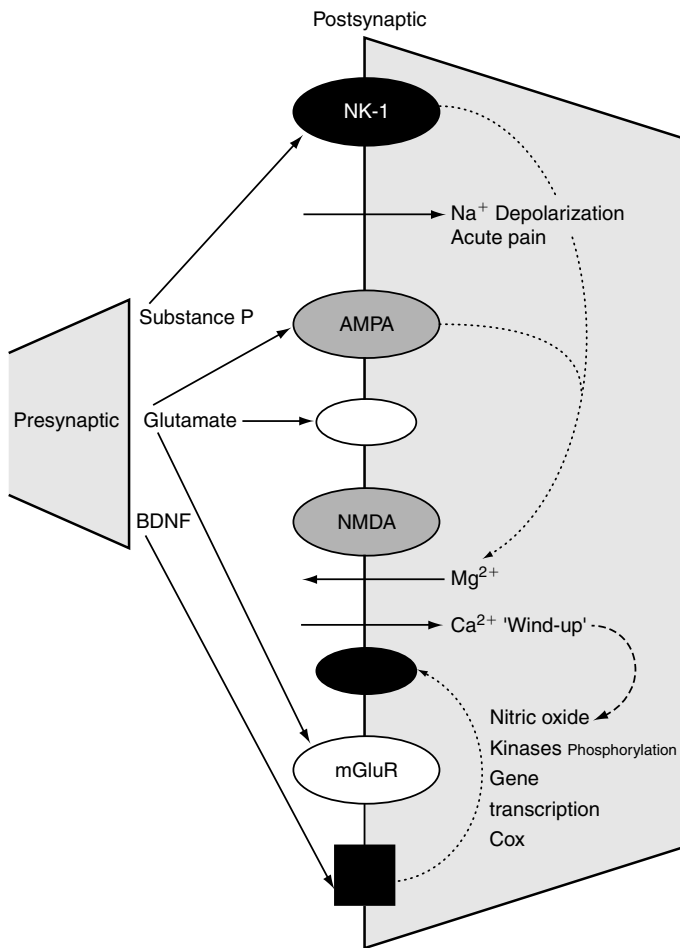 Postsynaptic
NK-1
Na⁺ Depolarization
Acute pain
Substance P
AMPA
Presynaptic
Glutamate
BDNF
NMDA
Mg²⁺
Ca²⁺ 'Wind-up'
Nitric oxide
Kinases Phosphorylation
mGluR
Gene
transcription
Cox